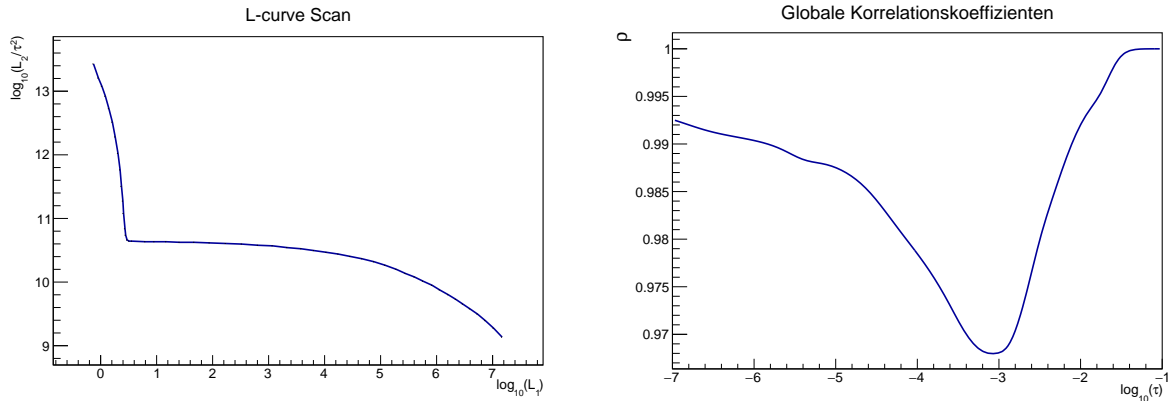 L-curve Scan
log10(L2/τ²)
13
12
11
10
9
0 1 2 3 4 5 6 7
log10(L1)
Globale Korrelationskoeffizienten
ρ
1
0.995
0.99
0.985
0.98
0.975
0.97
−7 −6 −5 −4 −3 −2 −1
log10(τ)